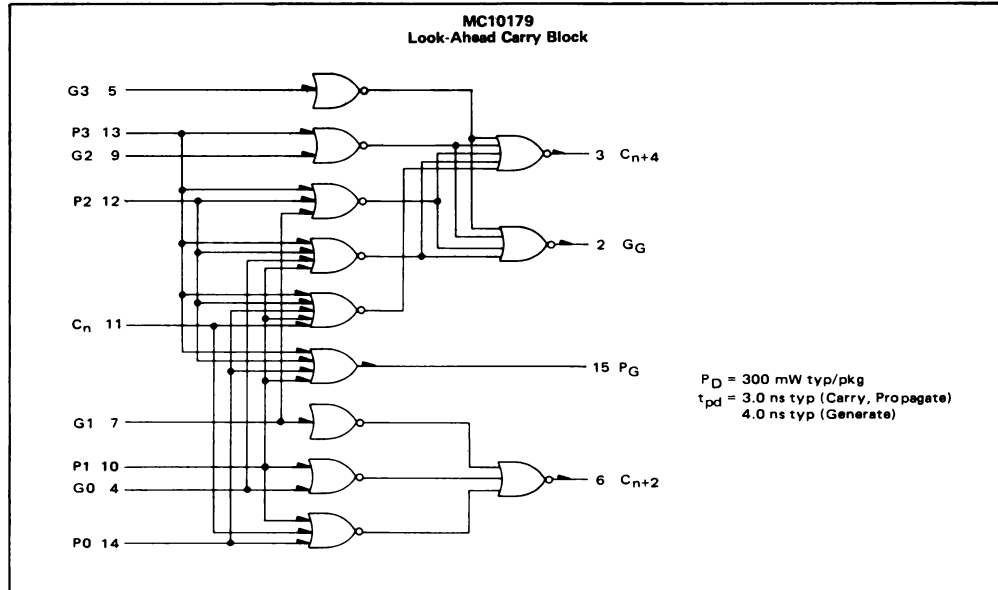 MC10179
Look-Ahead Carry Block
G3 5
P3 13
G2 9
P2 12
Cn 11
G1 7
P1 10
G0 4
P0 14
3 Cn+4
2 GG
15 PG
6 Cn+2
PD = 300 mW typ/pkg
tpd = 3.0 ns typ (Carry, Propagate)
4.0 ns typ (Generate)